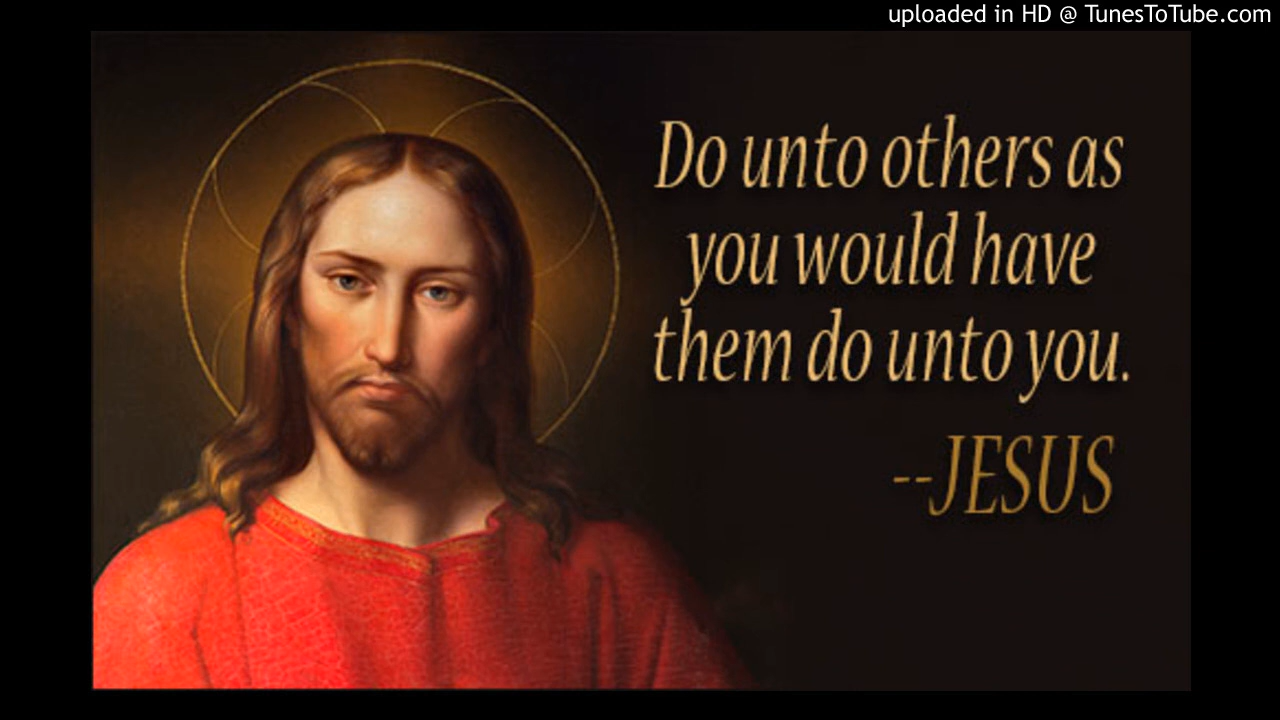 uploaded in HD @ TunesToTube.com
Do unto others as
you would have
them do unto you.
--JESUS